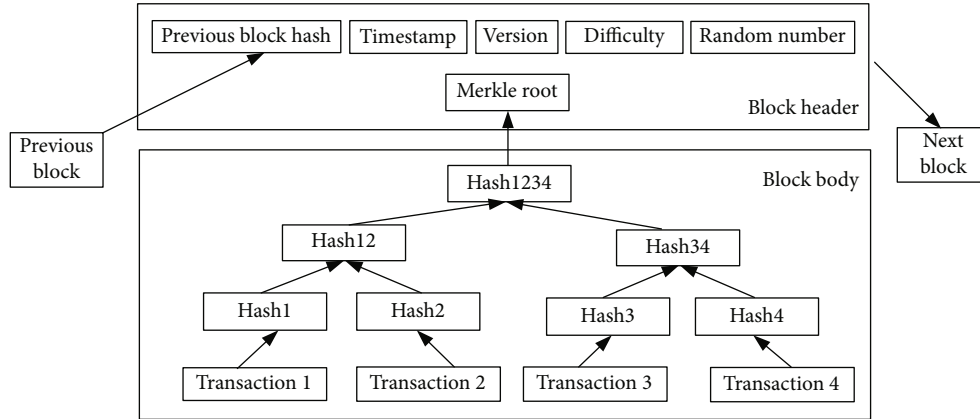 Previous block hash
Timestamp
Version
Difficulty
Random number
Merkle root
Block header
Previous
block
Next
block
Block body
Hash1234
Hash12
Hash34
Hash1
Hash2
Hash3
Hash4
Transaction 1
Transaction 2
Transaction 3
Transaction 4